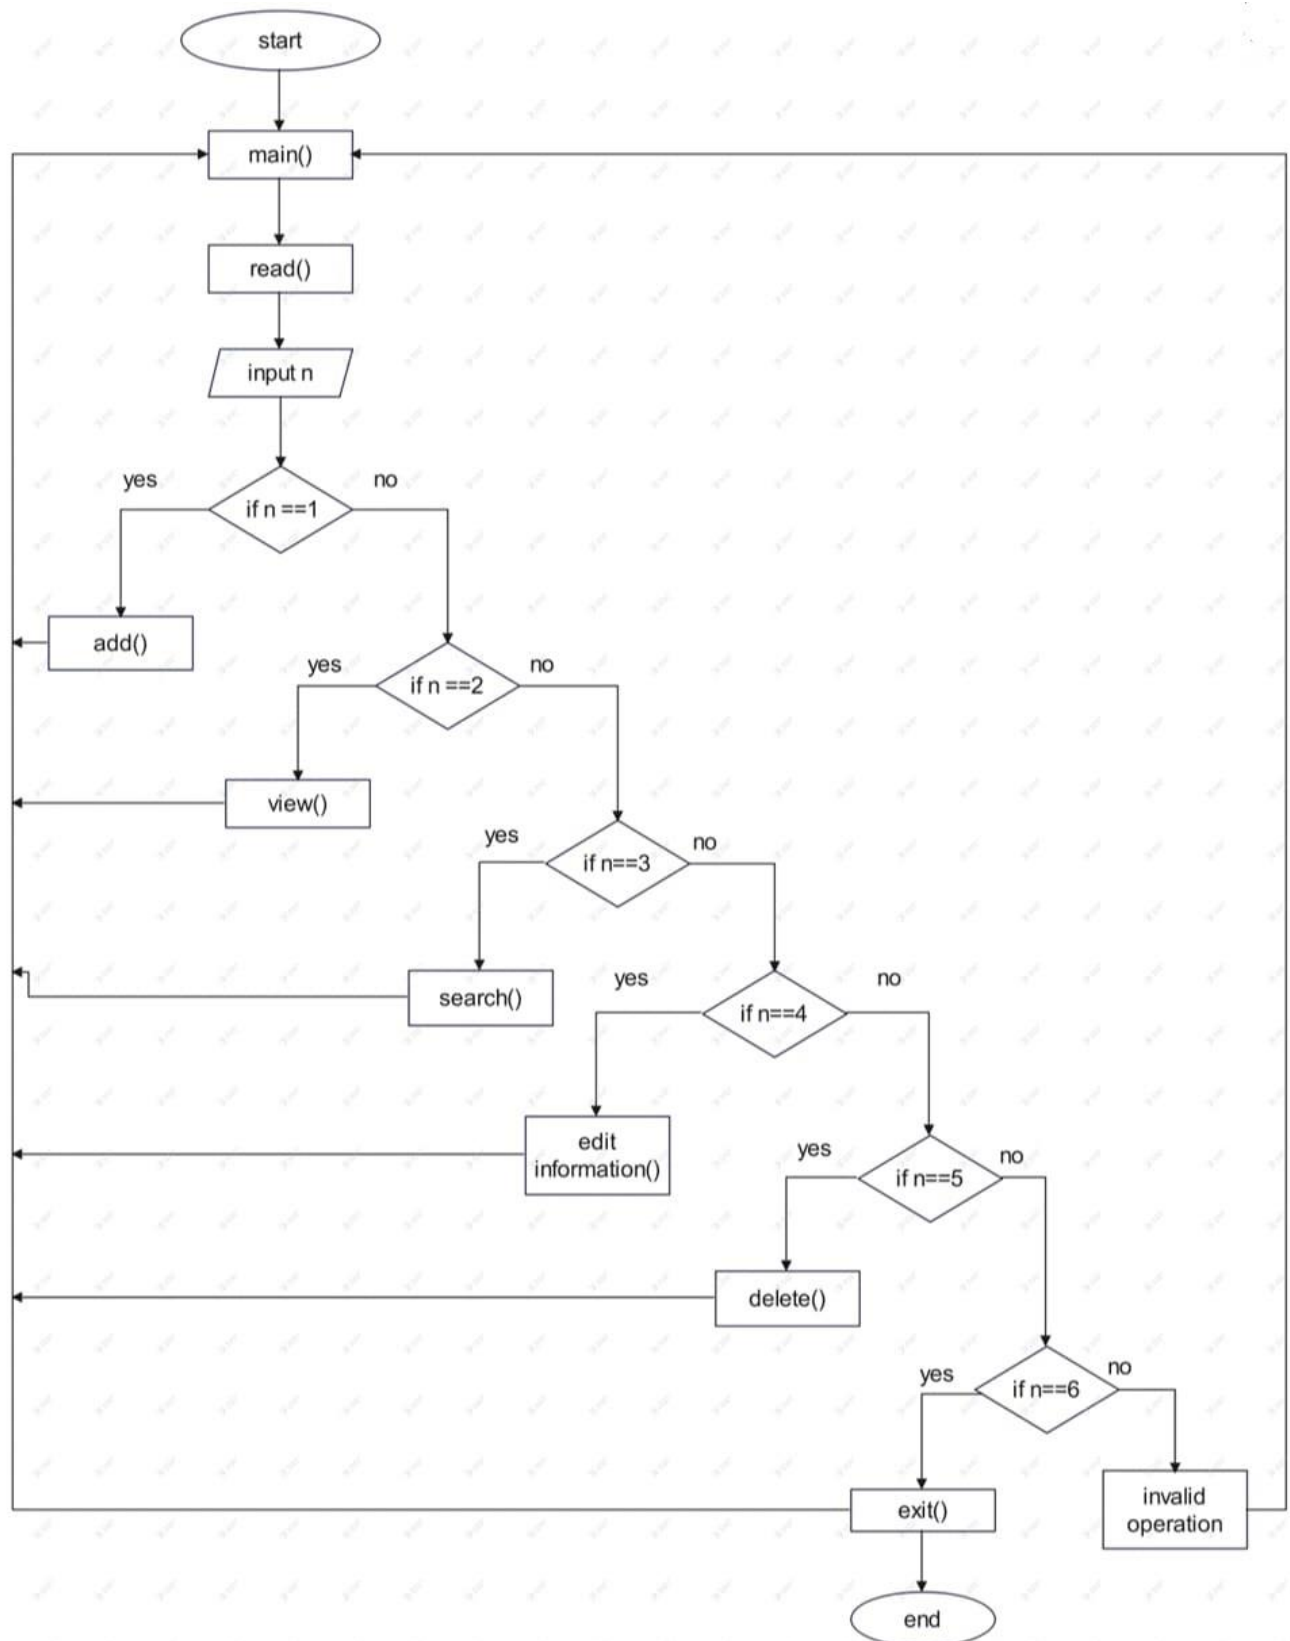 start
main()
read()
input n
yes
no
if n ==1
add()
yes
no
if n ==2
view()
yes
no
if n==3
search()
yes
no
if n==4
edit
information()
yes
no
if n==5
delete()
yes
no
if n==6
exit()
invalid
operation
end